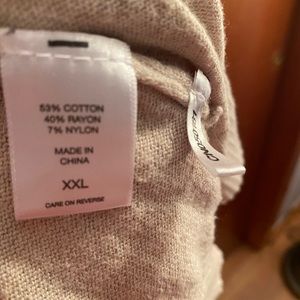 53% COTTON
40% RAYON
7% NYLON
MADE IN
CHINA
XXL
CARE ON REVERSE